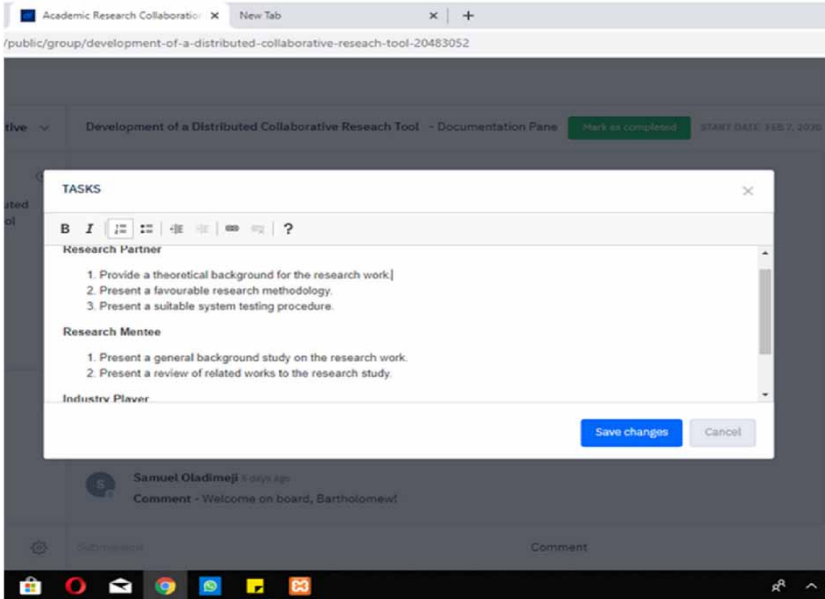 Academic Research Collaboratio × New Tab × +
/public/group/development-of-a-distributed-collaborative-reseach-tool-20483052
tive Development of a Distributed Collaborative Reseach Tool - Documentation Pane Mark as completed START DATE: FEB 7, 2020
uted
ol
TASKS ×
B I ?
Research Partner
1. Provide a theoretical background for the research work.
2. Present a favourable research methodology.
3. Present a suitable system testing procedure.
Research Mentee
1. Present a general background study on the research work.
2. Present a review of related works to the research study.
Industry Player
Save changes Cancel
S Samuel Oladimeji 5 days ago
Comment - Welcome on board, Bartholomew!
Comment